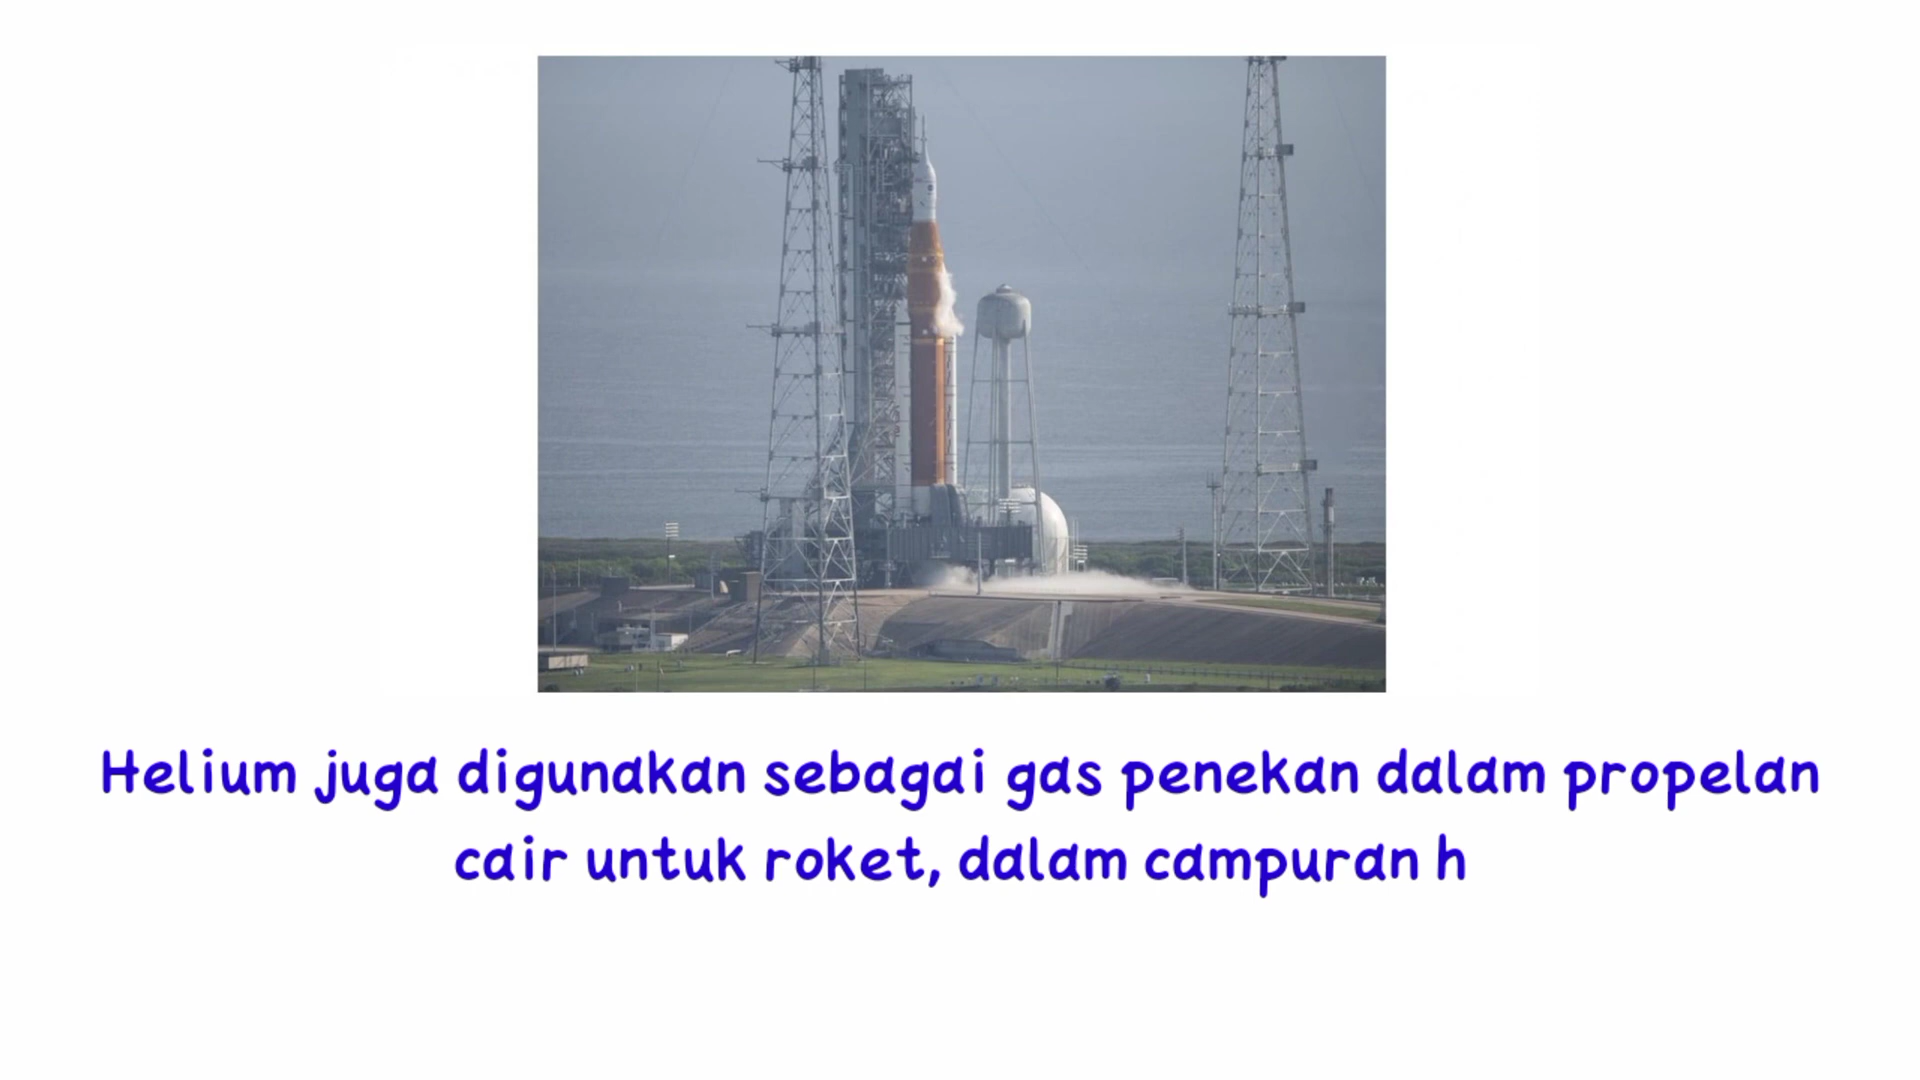 Helium juga digunakan sebagai gas penekan dalam propelan
cair untuk roket, dalam campuran h